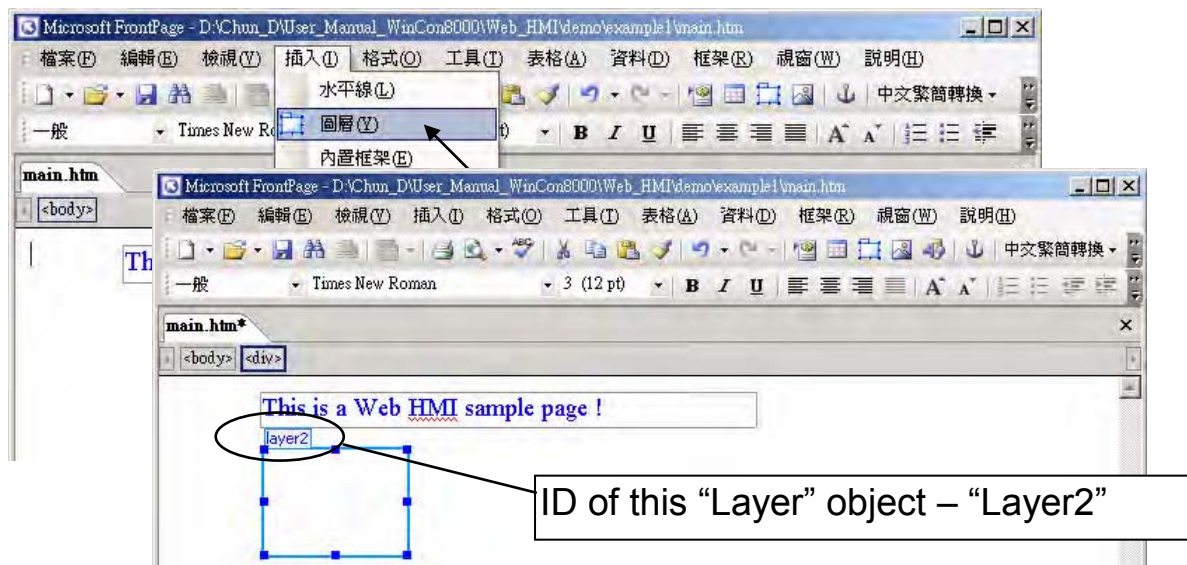 Microsoft FrontPage - D:\Chun_D\User_Manual_WinCon8000\Web_HMI\demo\example1\main.htm
檔案(F) 編輯(E) 檢視(V) 插入(I) 格式(O) 工具(T) 表格(A) 資料(D) 框架(R) 視窗(W) 說明(H)
水平線(L)
中文繁簡轉換
一般 Times New B I U A A
圖層(Y)
內置框架(E)
main.htm
<body>
Microsoft FrontPage - D:\Chun_D\User_Manual_WinCon8000\Web_HMI\demo\example1\main.htm
檔案(F) 編輯(E) 檢視(V) 插入(I) 格式(O) 工具(T) 表格(A) 資料(D) 框架(R) 視窗(W) 說明(H)
ABC 中文繁簡轉換
一般 Times New Roman 3 (12 pt) B I U A A
main.htm*
<body> <div>
This is a Web HMI sample page !
layer2
ID of this “Layer” object – “Layer2”